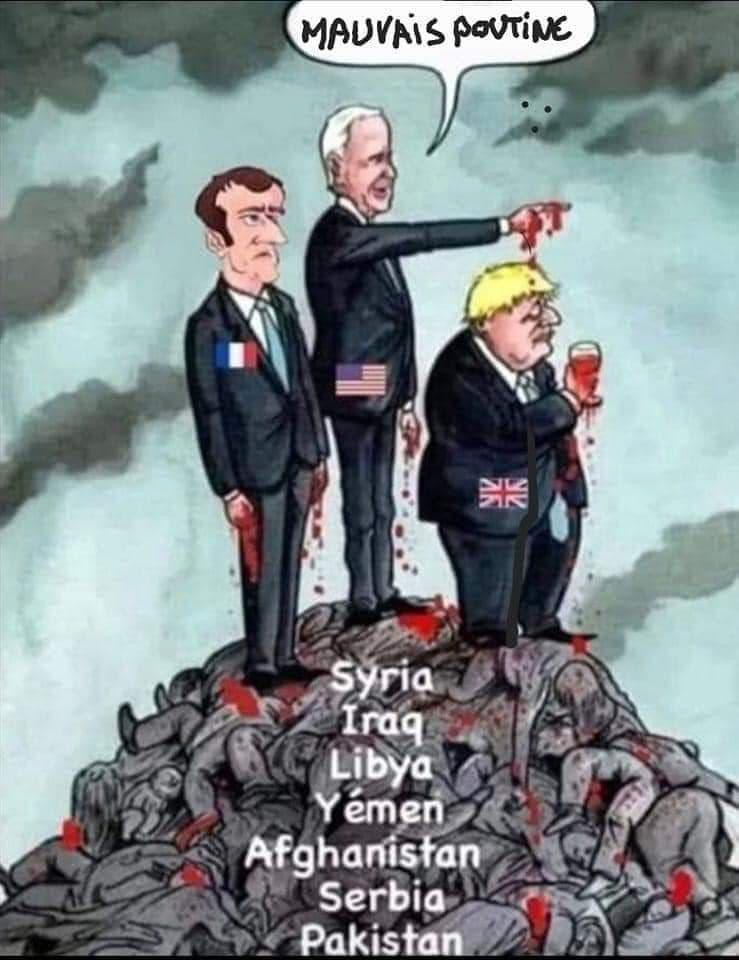 MAUVAIS POUTINE
Syria
Iraq
Libya
Yémen
Afghanistan
Serbia
Pakistan